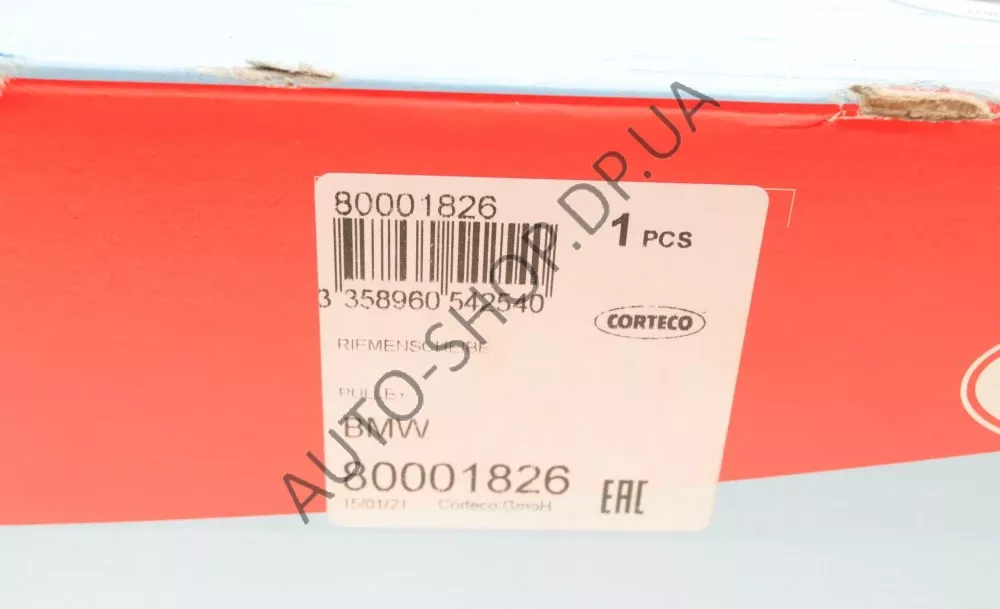 80001826
1 PCS
3 358960 542540
CORTECO
RIEMENSCHEIBE
PULLEY
BMW
80001826
EAC
15/01/21 Corteco GmbH
AUTO-SHOP.DP.UA